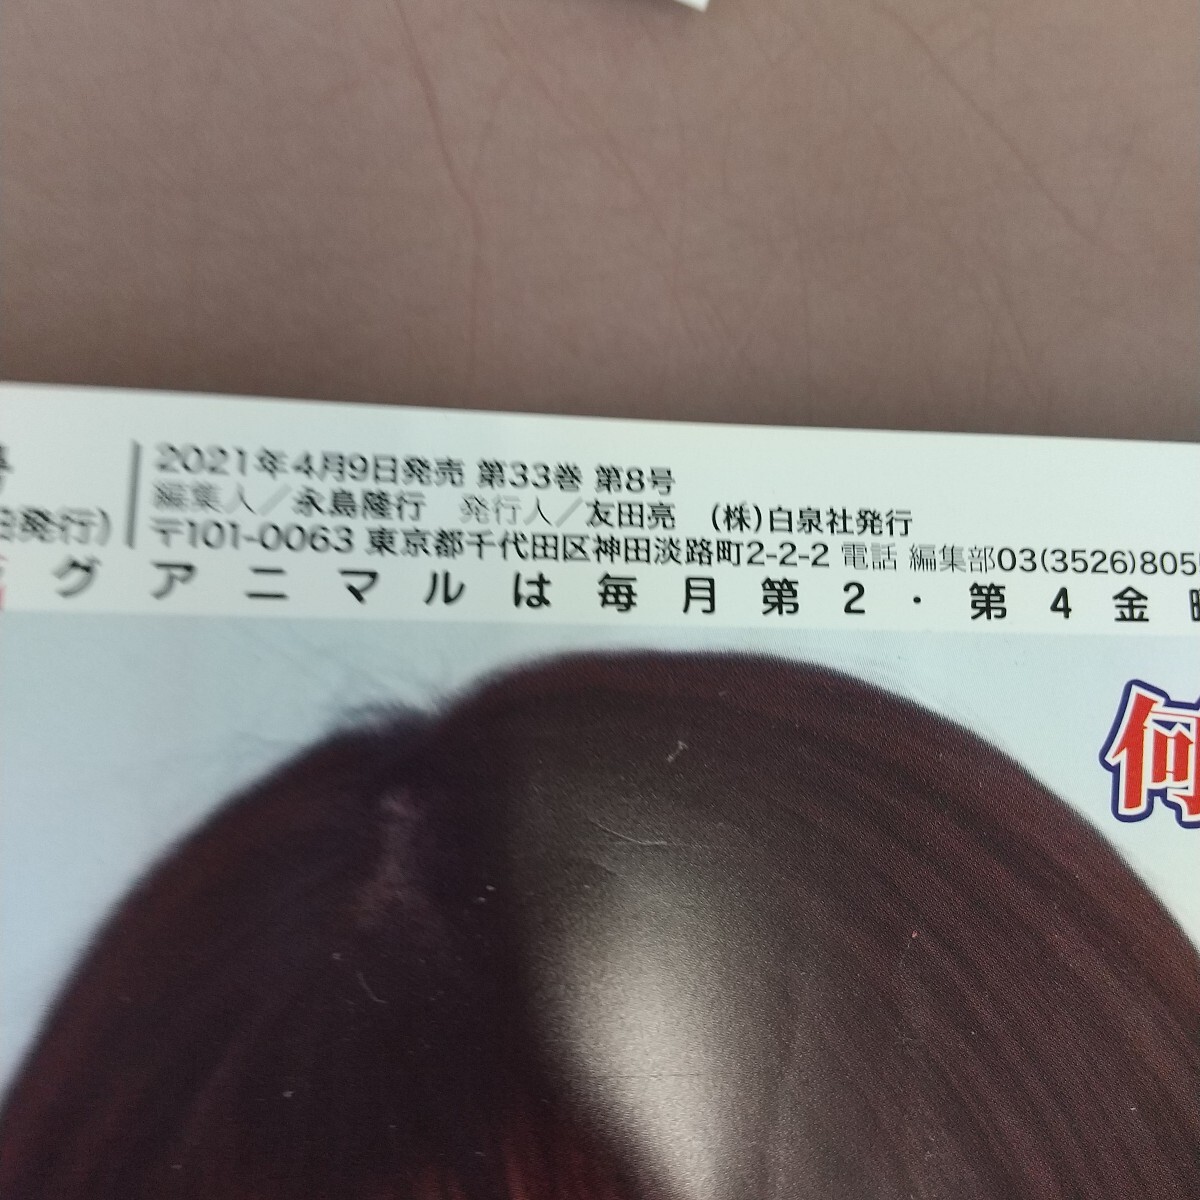 2021年4月9日発売 第33巻 第8号
編集人／永島隆行 発行人／友田亮 (株)白泉社発行
発行)
〒101-0063 東京都千代田区神田淡路町2-2-2 電話 編集部03(3526)805
グアニマルは毎月第2・第4金
何